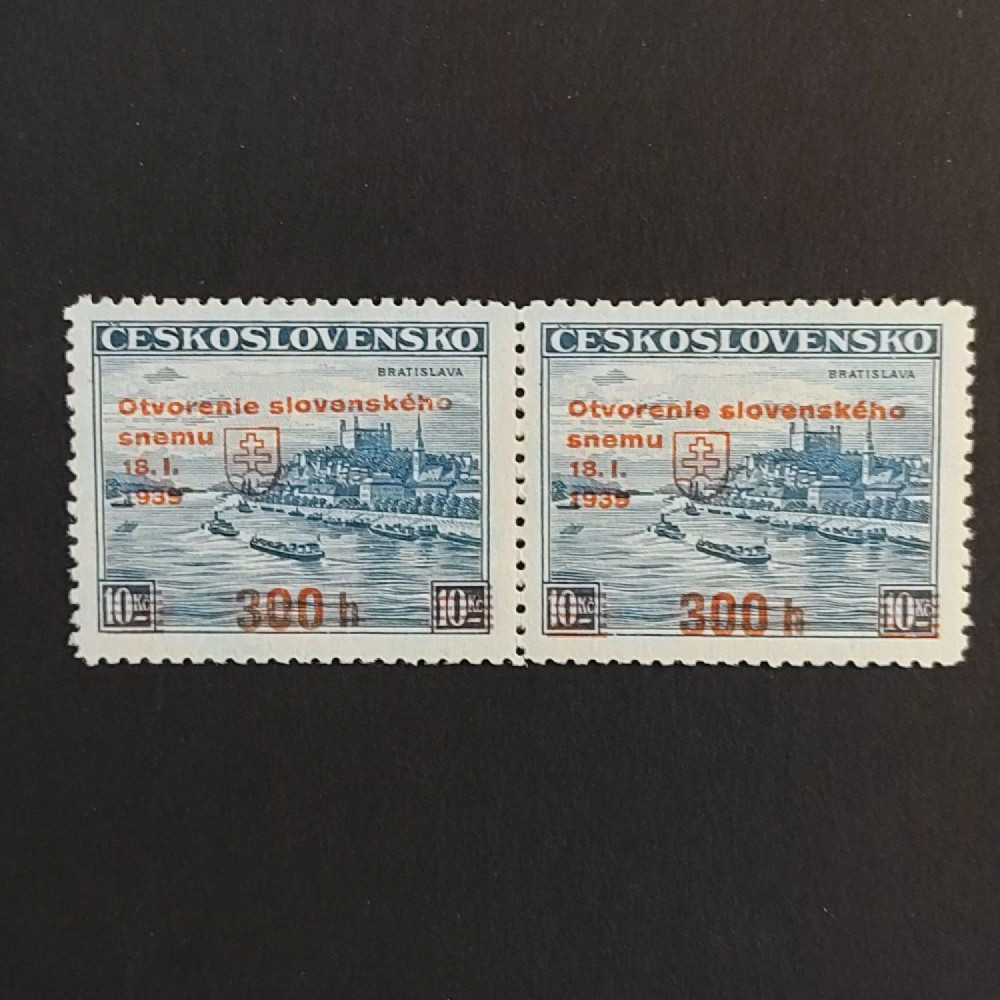 ČESKOSLOVENSKO
BRATISLAVA
Otvorenie slovenského
snemu
18. I.
1939
10 Kč 300 h 10 Kč
ČESKOSLOVENSKO
BRATISLAVA
Otvorenie slovenského
snemu
18. I.
1939
10 Kč 300 h 10 Kč